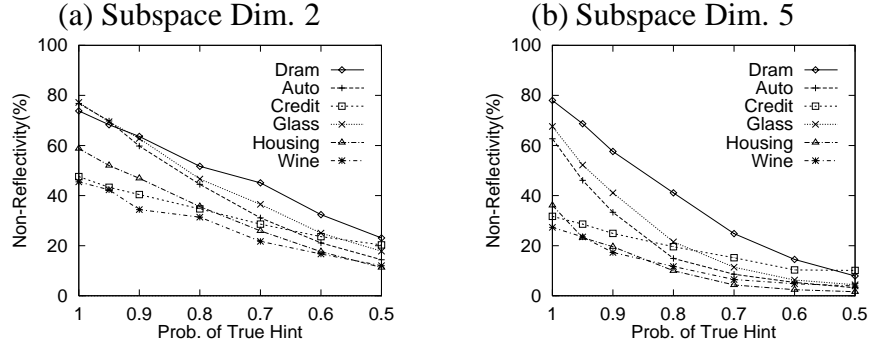 (a) Subspace Dim. 2
100
80
60
40
20
0
Non-Reflectivity(%)
Dram
Auto
Credit
Glass
Housing
Wine
1 0.9 0.8 0.7 0.6 0.5
Prob. of True Hint
(b) Subspace Dim. 5
100
80
60
40
20
0
Non-Reflectivity(%)
Dram
Auto
Credit
Glass
Housing
Wine
1 0.9 0.8 0.7 0.6 0.5
Prob. of True Hint